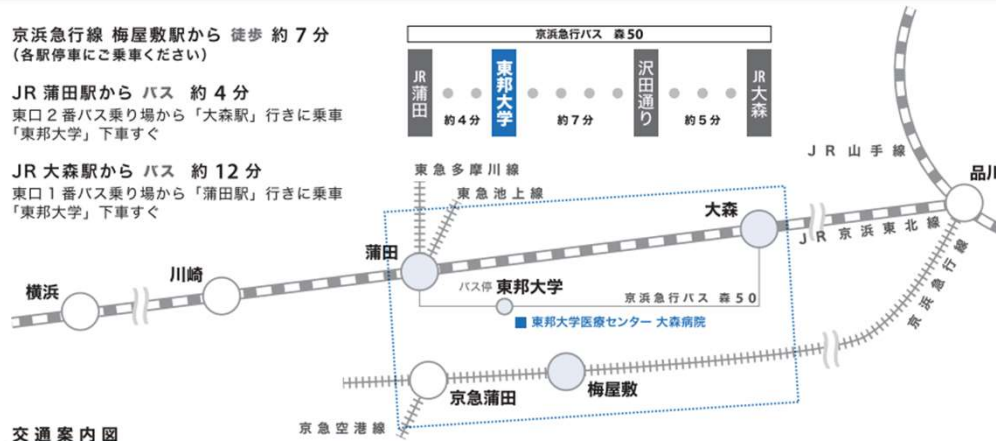 京浜急行線 梅屋敷駅から 徒歩 約7分
(各駅停車にご乗車ください)
JR 蒲田駅から バス 約4分
東口2番バス乗り場から「大森駅」行きに乗車
「東邦大学」下車すぐ
JR 大森駅から バス 約12分
東口1番バス乗り場から「蒲田駅」行きに乗車
「東邦大学」下車すぐ
京浜急行バス 森50
JR蒲田
東邦大学
沢田通り
JR大森
約4分
約7分
約5分
東急多摩川線
東急池上線
JR山手線
品川
大森
JR京浜東北線
蒲田
川崎
横浜
バス停 東邦大学
京浜急行バス 森50
東邦大学医療センター 大森病院
京浜急行線
京急蒲田
梅屋敷
京急空港線
交通案内図